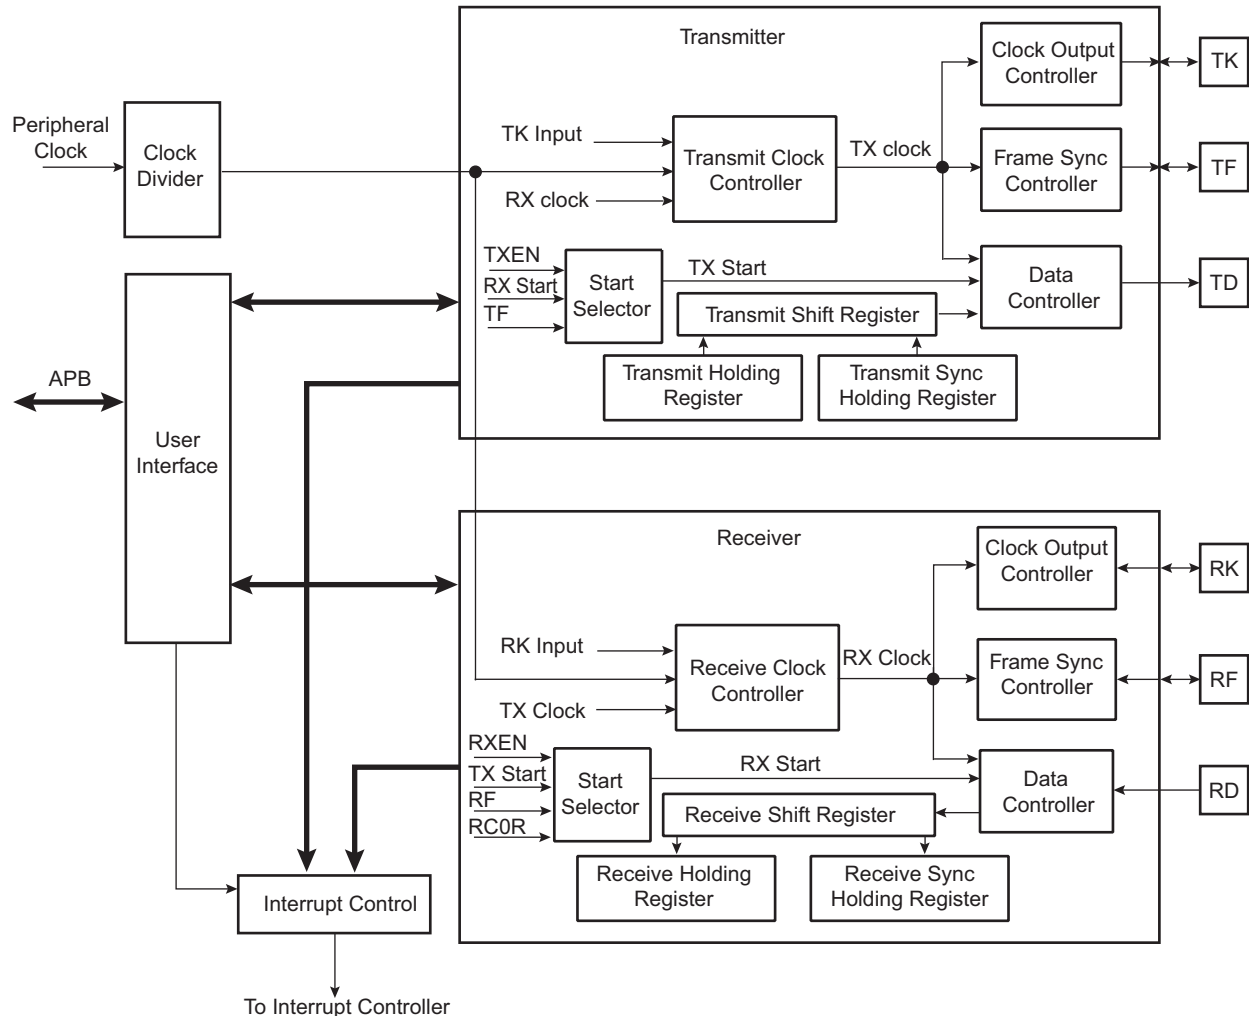 Transmitter
Clock Output
Controller
TK
Peripheral
Clock
Clock
Divider
TK Input
RX clock
Transmit Clock
Controller
TX clock
Frame Sync
Controller
TF
TXEN
RX Start
TF
Start
Selector
TX Start
Data
Controller
TD
Transmit Shift Register
Transmit Holding
Register
Transmit Sync
Holding Register
APB
User
Interface
Receiver
Clock Output
Controller
RK
RK Input
TX Clock
Receive Clock
Controller
RX Clock
Frame Sync
Controller
RF
RXEN
TX Start
RF
RC0R
Start
Selector
RX Start
Data
Controller
RD
Receive Shift Register
Receive Holding
Register
Receive Sync
Holding Register
Interrupt Control
To Interrupt Controller